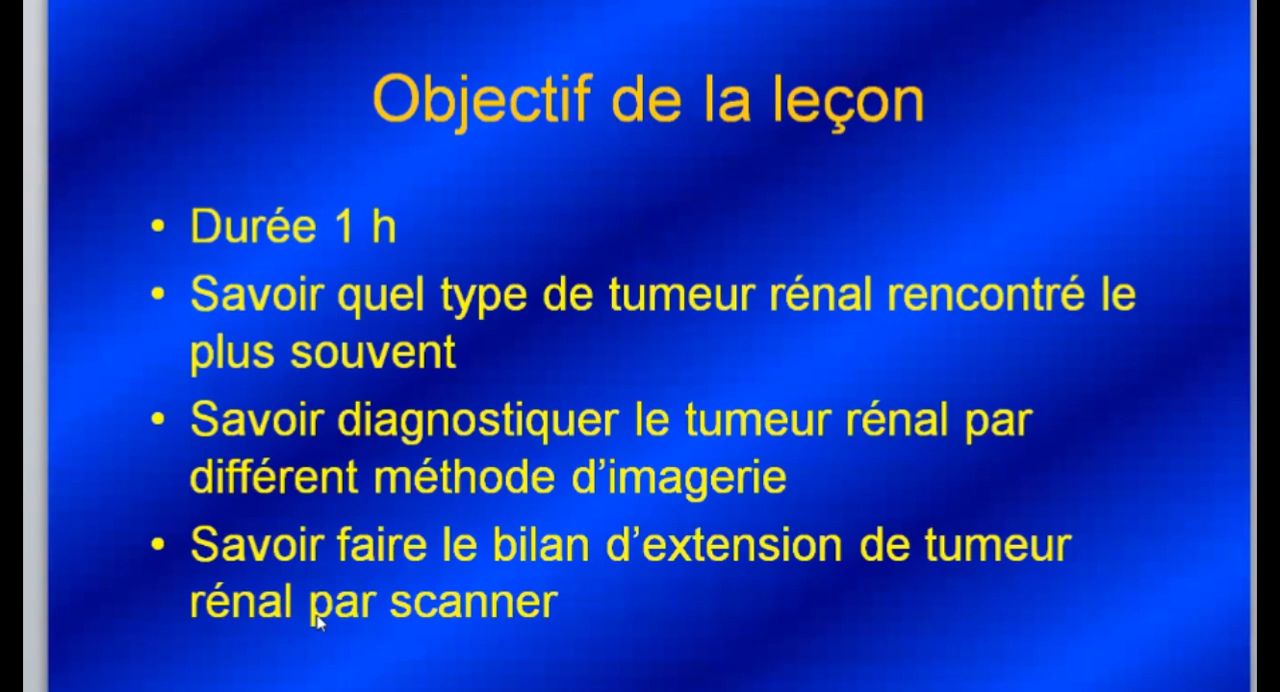 Objectif de la leçon
• Durée 1 h
• Savoir quel type de tumeur rénal rencontré le
plus souvent
• Savoir diagnostiquer le tumeur rénal par
différent méthode d’imagerie
• Savoir faire le bilan d’extension de tumeur
rénal par scanner